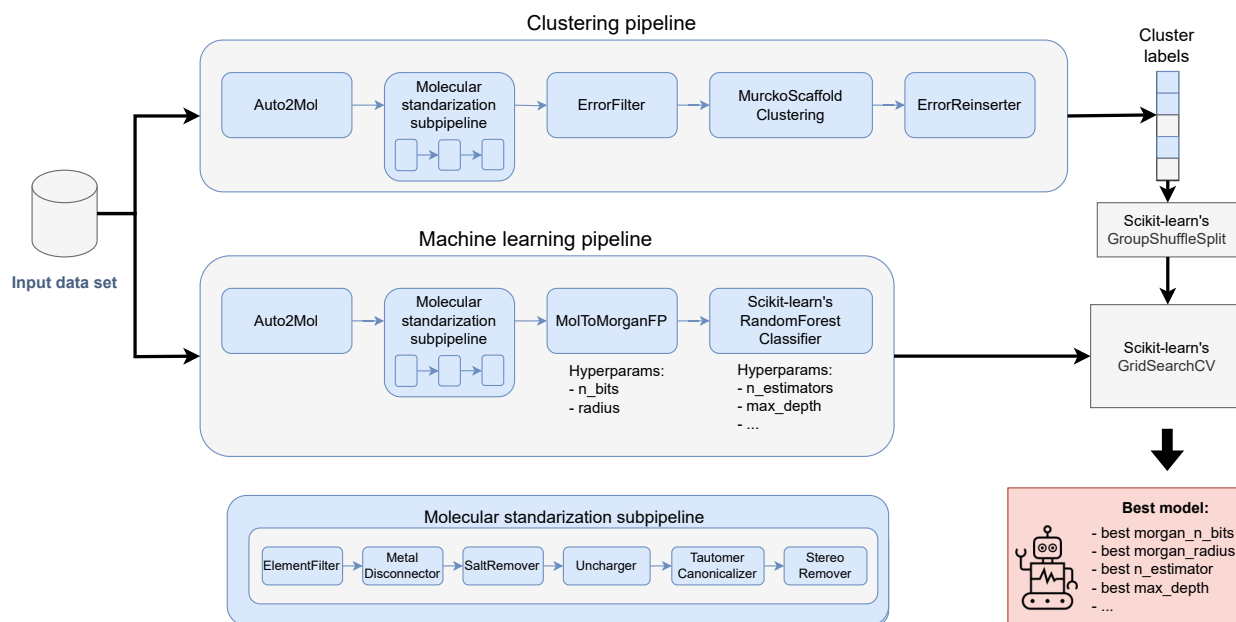 Clustering pipeline
Cluster
labels
Auto2Mol
Molecular
standarization
subpipeline
ErrorFilter
MurckoScaffold
Clustering
ErrorReinserter
Input data set
Scikit-learn's
GroupShuffleSplit
Machine learning pipeline
Auto2Mol
Molecular
standarization
subpipeline
MolToMorganFP
Scikit-learn's
RandomForest
Classifier
Hyperparams:
- n_bits
- radius
Hyperparams:
- n_estimators
- max_depth
- ...
Scikit-learn's
GridSearchCV
Molecular standarization subpipeline
ElementFilter
Metal
Disconnector
SaltRemover
Uncharger
Tautomer
Canonicalizer
Stereo
Remover
Best model:
- best morgan_n_bits
- best morgan_radius
- best n_estimator
- best max_depth
- ...